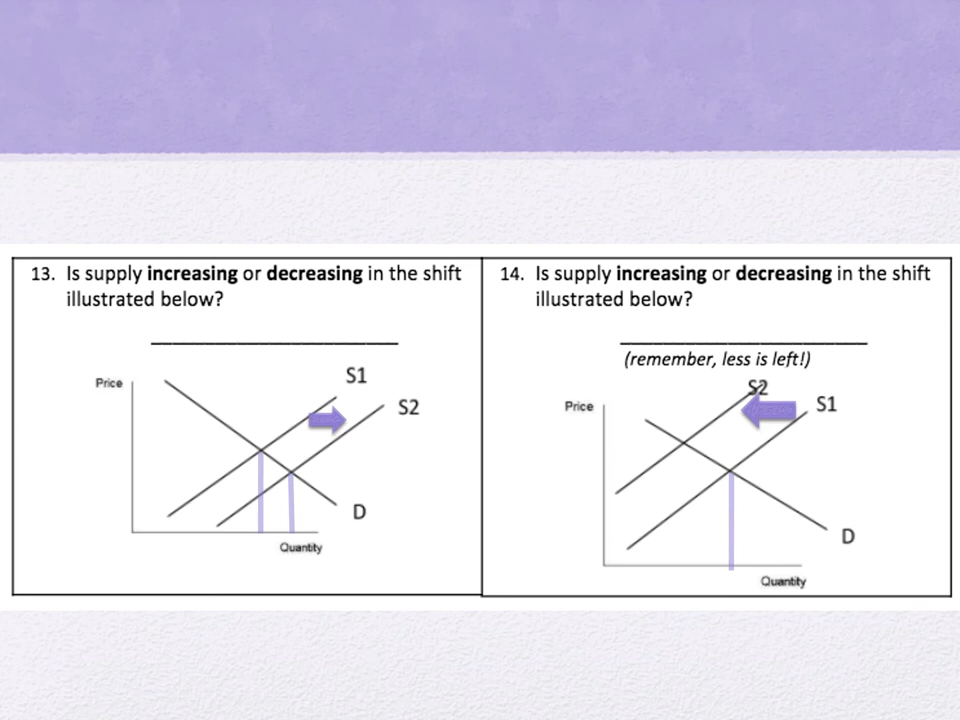 13. Is supply increasing or decreasing in the shift
illustrated below?
S1
Price
S2
D
Quantity
14. Is supply increasing or decreasing in the shift
illustrated below?
(remember, less is left!)
S2
Price
S1
D
Quantity